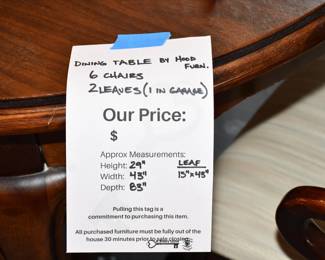 DINING TABLE BY HOOD
FURN.
6 CHAIRS
2 LEAVES (1 IN GARAGE)
Our Price:
$
Approx Measurements:
Height: 29" LEAF
Width: 43" 15" x 43"
Depth: 83"
Pulling this tag is a
commitment to purchasing this item.
All purchased furniture must be fully out of the
house 30 minutes prior to sale closing.